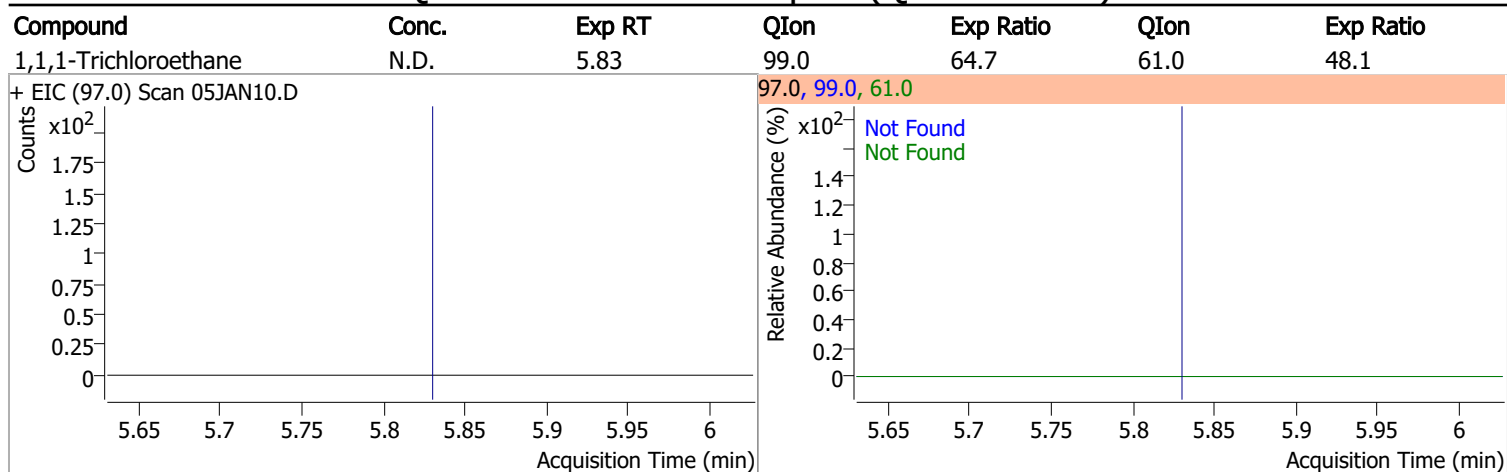 Compound Conc. Exp RT QIon Exp Ratio QIon Exp Ratio
1,1,1-Trichloroethane N.D. 5.83 99.0 64.7 61.0 48.1
+ EIC (97.0) Scan 05JAN10.D
Counts
x10²
1.75
1.5
1.25
1
0.75
0.5
0.25
0
5.65 5.7 5.75 5.8 5.85 5.9 5.95 6
Acquisition Time (min)
97.0, 99.0, 61.0
Relative Abundance (%)
x10²
Not Found
Not Found
1.4
1.2
1
0.8
0.6
0.4
0.2
0
5.65 5.7 5.75 5.8 5.85 5.9 5.95 6
Acquisition Time (min)